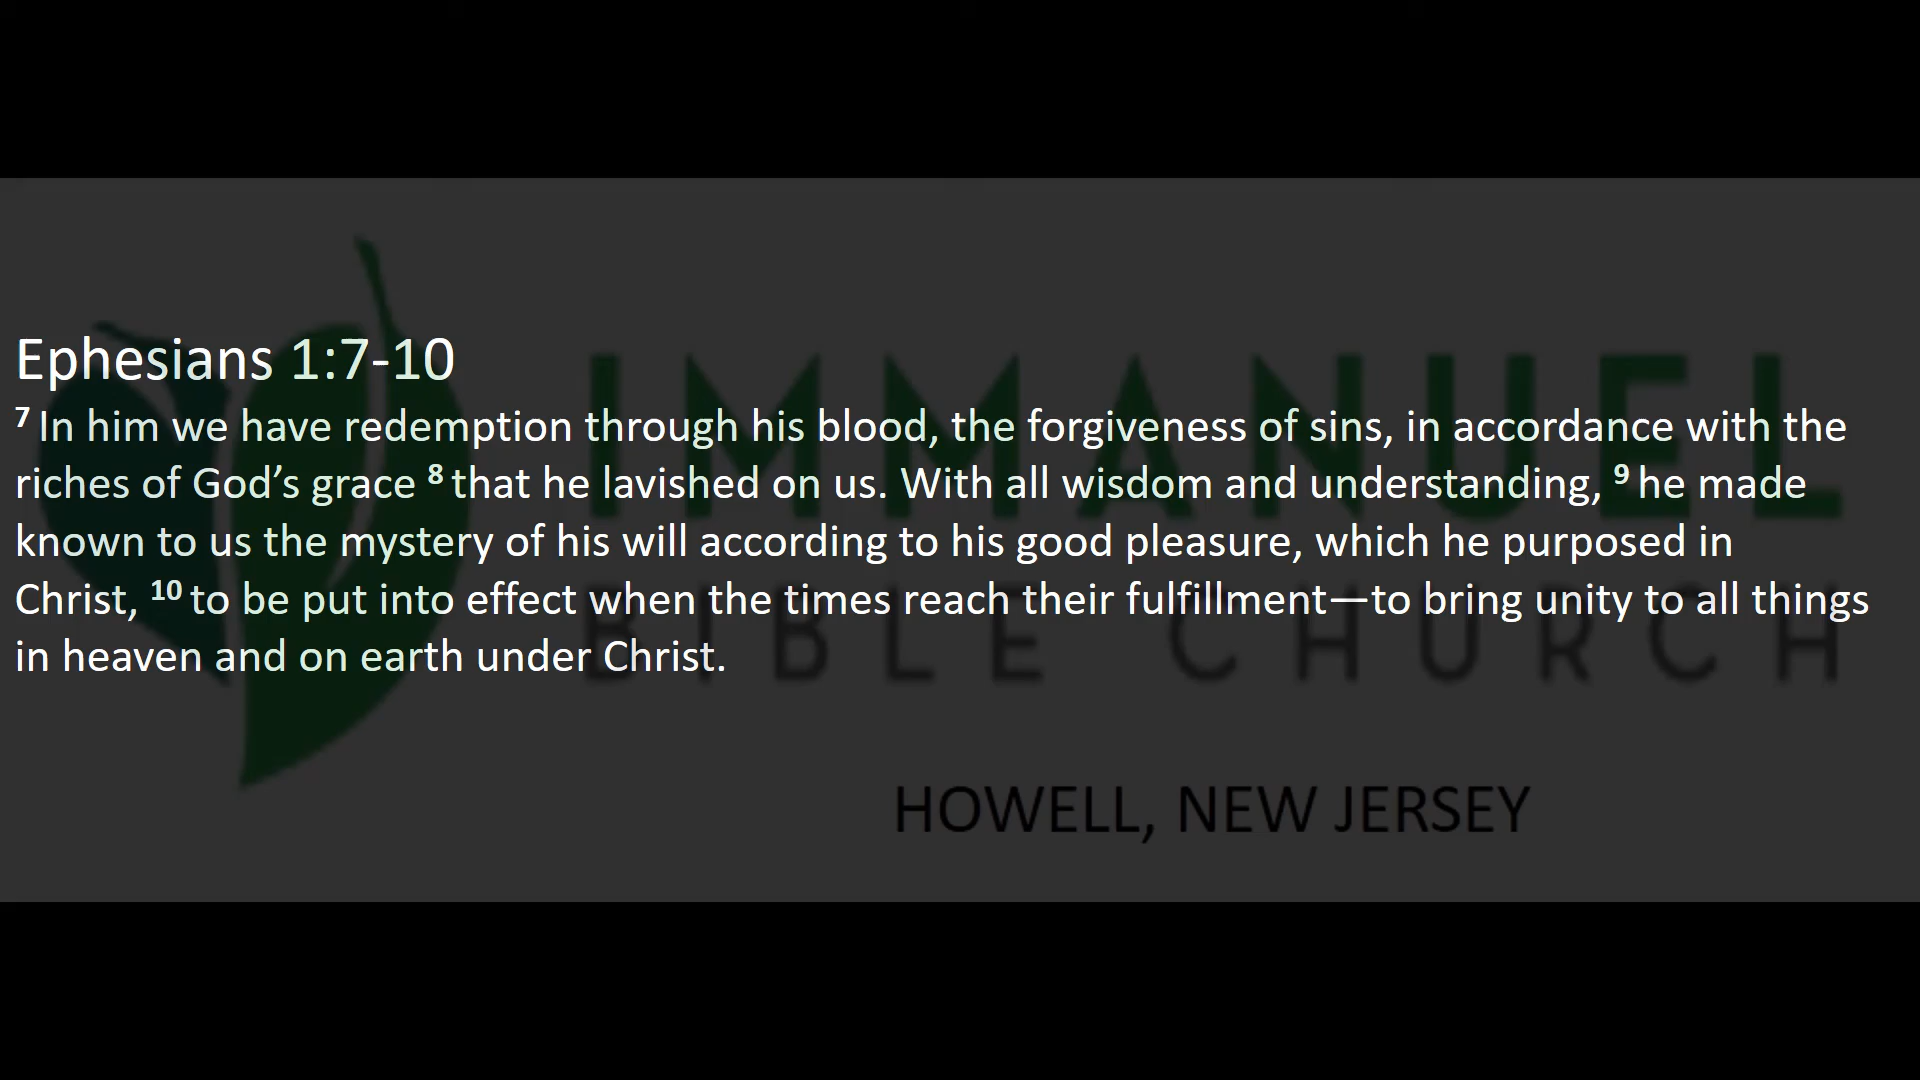 Ephesians 1:7-10
7 In him we have redemption through his blood, the forgiveness of sins, in accordance with the
riches of God’s grace 8 that he lavished on us. With all wisdom and understanding, 9 he made
known to us the mystery of his will according to his good pleasure, which he purposed in
Christ, 10 to be put into effect when the times reach their fulfillment—to bring unity to all things
in heaven and on earth under Christ.
IMMANUEL
BIBLE CHURCH
HOWELL, NEW JERSEY